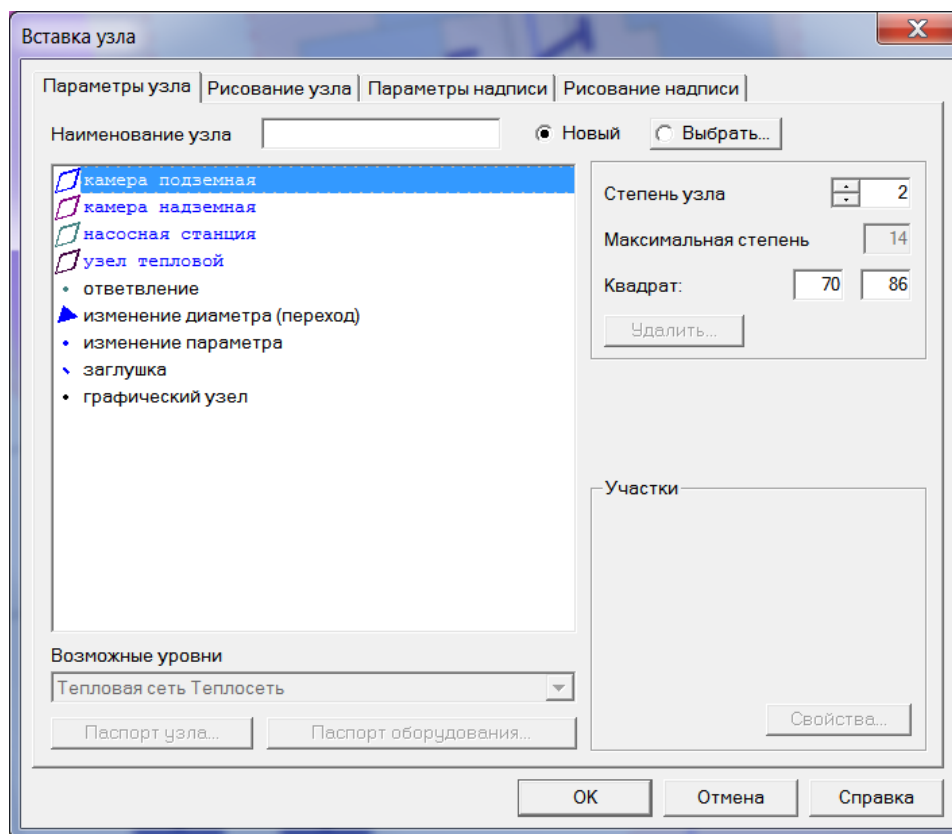 Вставка узла
Параметры узла Рисование узла Параметры надписи Рисование надписи
Наименование узла Новый Выбрать...
камера подземная
камера надземная
насосная станция
узел тепловой
ответвление
изменение диаметра (переход)
изменение параметра
заглушка
графический узел
Степень узла 2
Максимальная степень 14
Квадрат: 70 86
Удалить...
Участки
Возможные уровни
Тепловая сеть Теплосеть
Паспорт узла... Паспорт оборудования... Свойства...
OK Отмена Справка